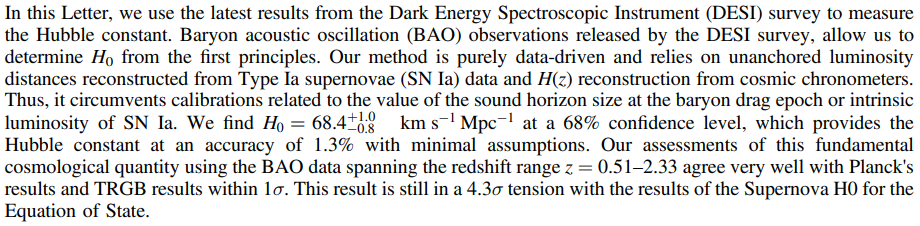 In this Letter, we use the latest results from the Dark Energy Spectroscopic Instrument (DESI) survey to measure
the Hubble constant. Baryon acoustic oscillation (BAO) observations released by the DESI survey, allow us to
determine H₀ from the first principles. Our method is purely data-driven and relies on unanchored luminosity
distances reconstructed from Type Ia supernovae (SN Ia) data and H(z) reconstruction from cosmic chronometers.
Thus, it circumvents calibrations related to the value of the sound horizon size at the baryon drag epoch or intrinsic
luminosity of SN Ia. We find H₀ = 68.4⁺¹·⁰₋₀.₈ km s⁻¹ Mpc⁻¹ at a 68% confidence level, which provides the
Hubble constant at an accuracy of 1.3% with minimal assumptions. Our assessments of this fundamental
cosmological quantity using the BAO data spanning the redshift range z = 0.51–2.33 agree very well with Planck's
results and TRGB results within 1σ. This result is still in a 4.3σ tension with the results of the Supernova H0 for the
Equation of State.